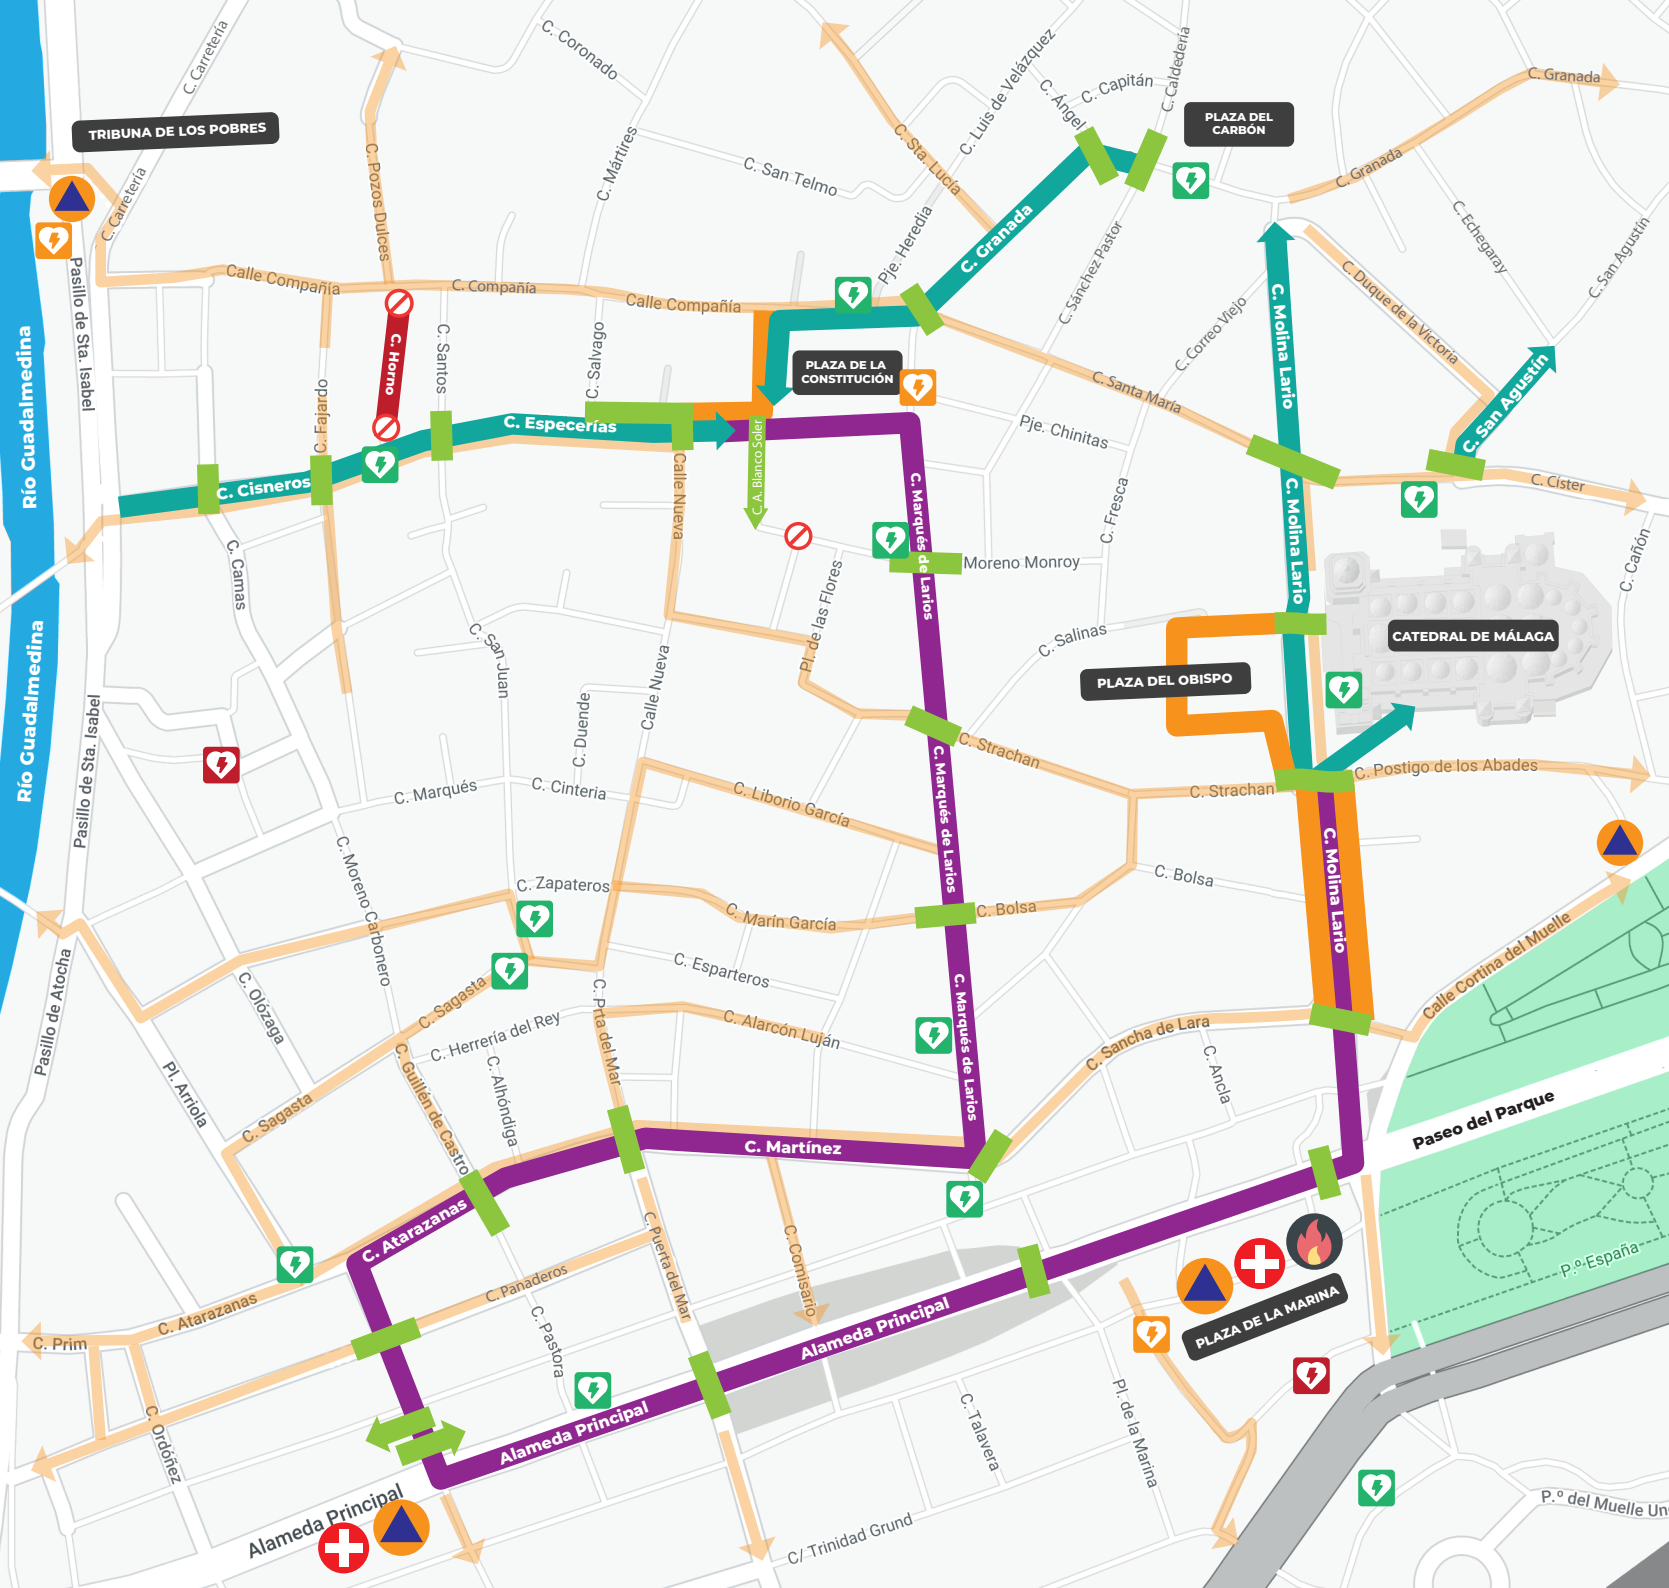 C. Carretería
C. Coronado
C. Luis de Velázquez
C. Ángel
C. Capitán
C. Caldedería
PLAZA DEL
CARBÓN
C. Granada
TRIBUNA DE LOS POBRES
C. Pozos Dulces
C. Mártires
C. San Telmo
C. Sta. Lucía
C. Granada
C. Carretería
C. Echegaray
C. San Agustín
Pje. Heredia
C. Granada
C. Sánchez Pastor
Pasillo de Sta. Isabel
Calle Compañia
C. Compañía
Calle Compañía
C. Molina Lario
C. Duque de la Victoria
C. Correo Viejo
Río Guadalmedina
C. Horno
C. Santos
C. Salvago
PLAZA DE LA
CONSTITUCIÓN
C. Fajardo
C. Santa María
Pje. Chinitas
C. San Agustín
C. Especerías
C. A. Blanco Soler
C. Cisneros
Calle Nueva
C. Marqués de Larios
C. Fresca
C. Molina Lario
C. Císter
C. Cañón
C. Camas
Moreno Monroy
Pl. de las Flores
C. San Juan
C. Salinas
CATEDRAL DE MÁLAGA
PLAZA DEL OBISPO
Río Guadalmedina
Pasillo de Sta. Isabel
Calle Nueva
C. Duende
C. Strachan
C. Marqués de Larios
C. Strachan
C. Postigo de los Abades
C. Marqués
C. Cinteria
C. Liborio García
C. Molina Lario
C. Moreno Carbonero
C. Zapateros
C. Marín García
C. Bolsa
C. Bolsa
Calle Cortina del Muelle
C. Esparteros
Pasillo de Atocha
C. Olózaga
C. Sagasta
C. Prta del Mar
C. Herrería del Rey
C. Alarcón Luján
C. Marqués de Larios
C. Sancha de Lara
C. Ancla
Pl. Arriola
C. Sagasta
C. Guillén de Castro
C. Alhóndiga
C. Martínez
Paseo del Parque
C. Atarazanas
C. Puerta del Mar
C. Comisario
P.º España
C. Panaderos
C. Atarazanas
C. Prim
C. Pastora
Alameda Principal
PLAZA DE LA MARINA
C. Ordóñez
Alameda Principal
C. Talavera
Pl. de la Marina
Alameda Principal
C/ Trinidad Grund
P.º del Muelle Un